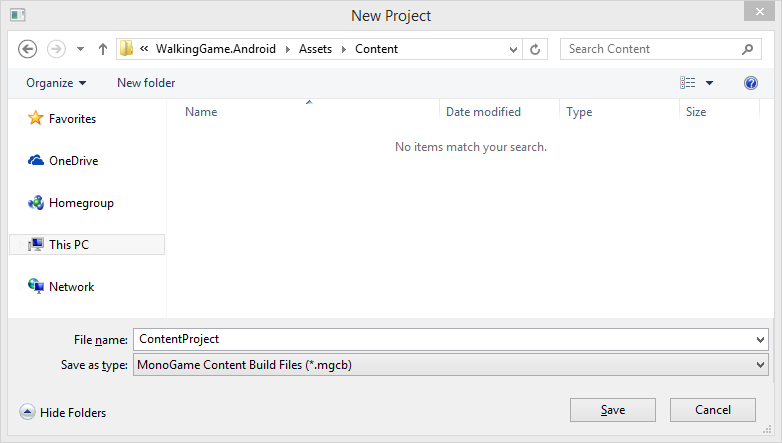 New Project
« WalkingGame.Android Assets Content
Search Content
Organize New folder
Name Date modified Type Size
No items match your search.
Favorites
OneDrive
Homegroup
This PC
Network
File name: ContentProject
Save as type: MonoGame Content Build Files (*.mgcb)
Hide Folders Save Cancel